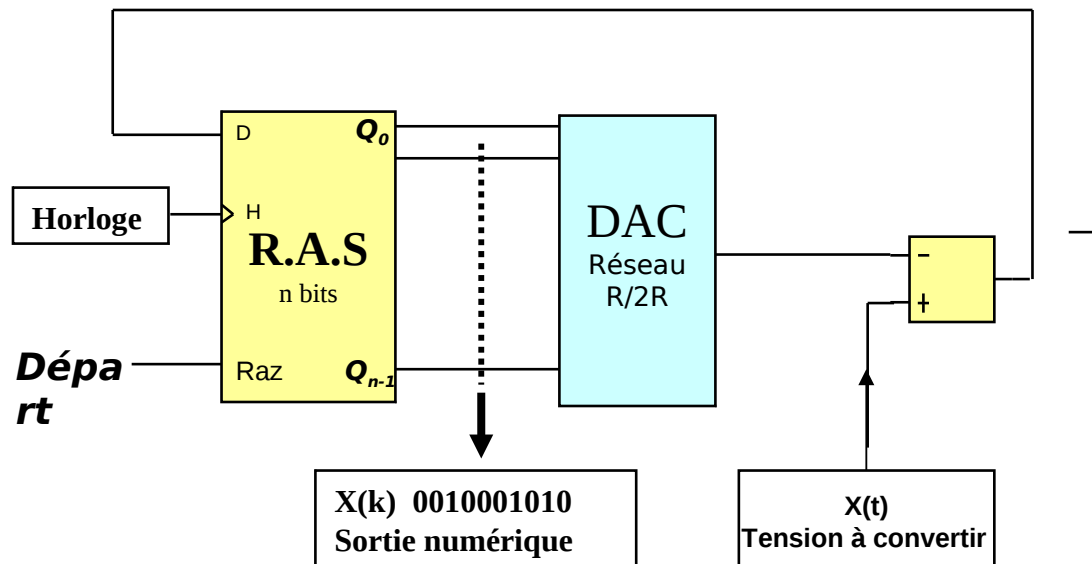 D
Q0
Horloge
H
R.A.S
n bits
DAC
Réseau
R/2R
-
+
Dépa
rt
Raz
Qn-1
X(k) 0010001010
Sortie numérique
X(t)
Tension à convertir